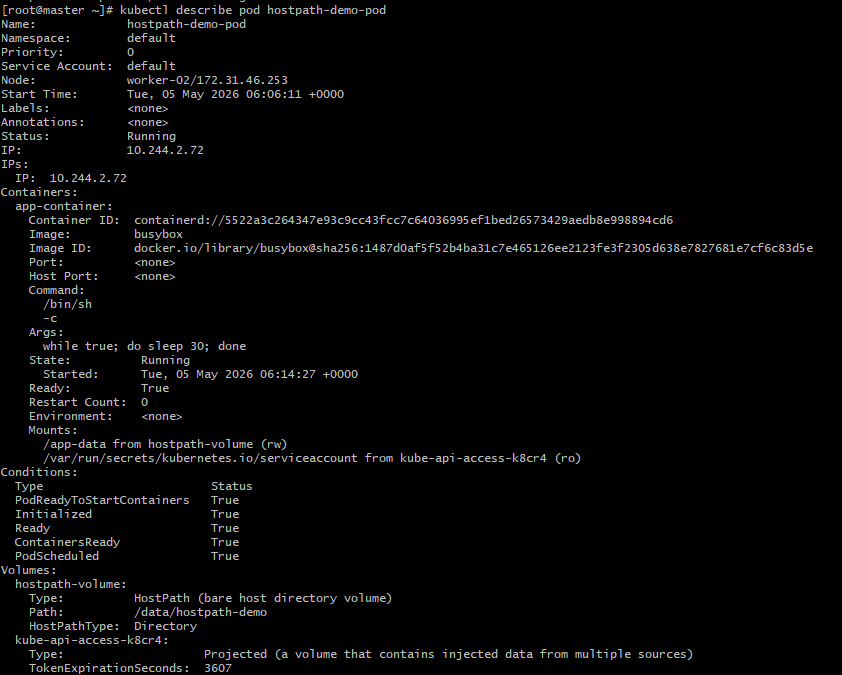 [root@master ~]# kubectl describe pod hostpath-demo-pod
Name:             hostpath-demo-pod
Namespace:        default
Priority:         0
Service Account:  default
Node:             worker-02/172.31.46.253
Start Time:       Tue, 05 May 2026 06:06:11 +0000
Labels:           <none>
Annotations:      <none>
Status:           Running
IP:               10.244.2.72
IPs:
  IP:  10.244.2.72
Containers:
  app-container:
    Container ID:  containerd://5522a3c264347e93c9cc43fcc7c64036995ef1bed26573429aedb8e998894cd6
    Image:         busybox
    Image ID:      docker.io/library/busybox@sha256:1487d0af5f52b4ba31c7e465126ee2123fe3f2305d638e7827681e7cf6c83d5e
    Port:          <none>
    Host Port:     <none>
    Command:
      /bin/sh
      -c
    Args:
      while true; do sleep 30; done
    State:          Running
      Started:      Tue, 05 May 2026 06:14:27 +0000
    Ready:          True
    Restart Count:  0
    Environment:    <none>
    Mounts:
      /app-data from hostpath-volume (rw)
      /var/run/secrets/kubernetes.io/serviceaccount from kube-api-access-k8cr4 (ro)
Conditions:
  Type                        Status
  PodReadyToStartContainers   True
  Initialized                 True
  Ready                       True
  ContainersReady             True
  PodScheduled                True
Volumes:
  hostpath-volume:
    Type:          HostPath (bare host directory volume)
    Path:          /data/hostpath-demo
    HostPathType:  Directory
  kube-api-access-k8cr4:
    Type:                    Projected (a volume that contains injected data from multiple sources)
    TokenExpirationSeconds:  3607